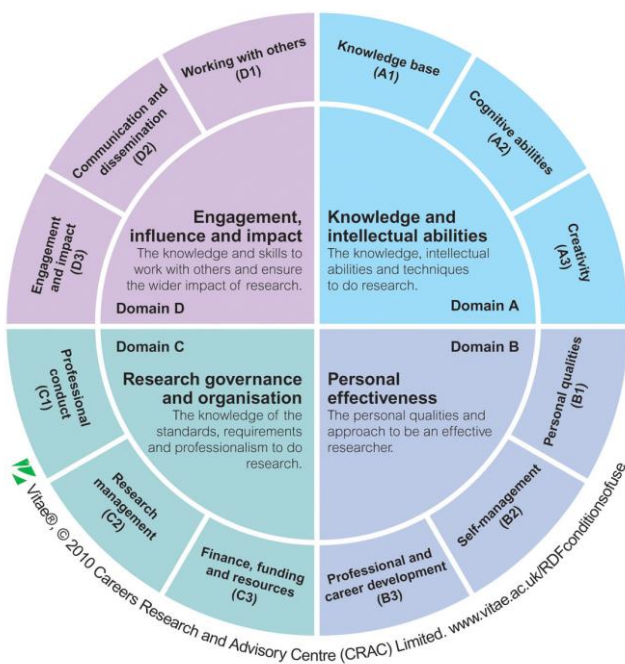 Working with others
(D1)
Communication and
dissemination
(D2)
Engagement
and impact
(D3)
Engagement,
influence and impact
The knowledge and skills to
work with others and ensure
the wider impact of research.
Domain D
Knowledge base
(A1)
Cognitive abilities
(A2)
Creativity
(A3)
Knowledge and
intellectual abilities
The knowledge, intellectual
abilities and techniques
to do research.
Domain A
Domain C
Research governance
and organisation
The knowledge of the
standards, requirements
and professionalism to do
research.
Professional
conduct
(C1)
Research
management
(C2)
Finance, funding
and resources
(C3)
Domain B
Personal
effectiveness
The personal qualities and
approach to be an effective
researcher.
Personal qualities
(B1)
Self-management
(B2)
Professional and
career development
(B3)
Vitae®, © 2010 Careers Research and Advisory Centre (CRAC) Limited. www.vitae.ac.uk/RDFconditionsofuse